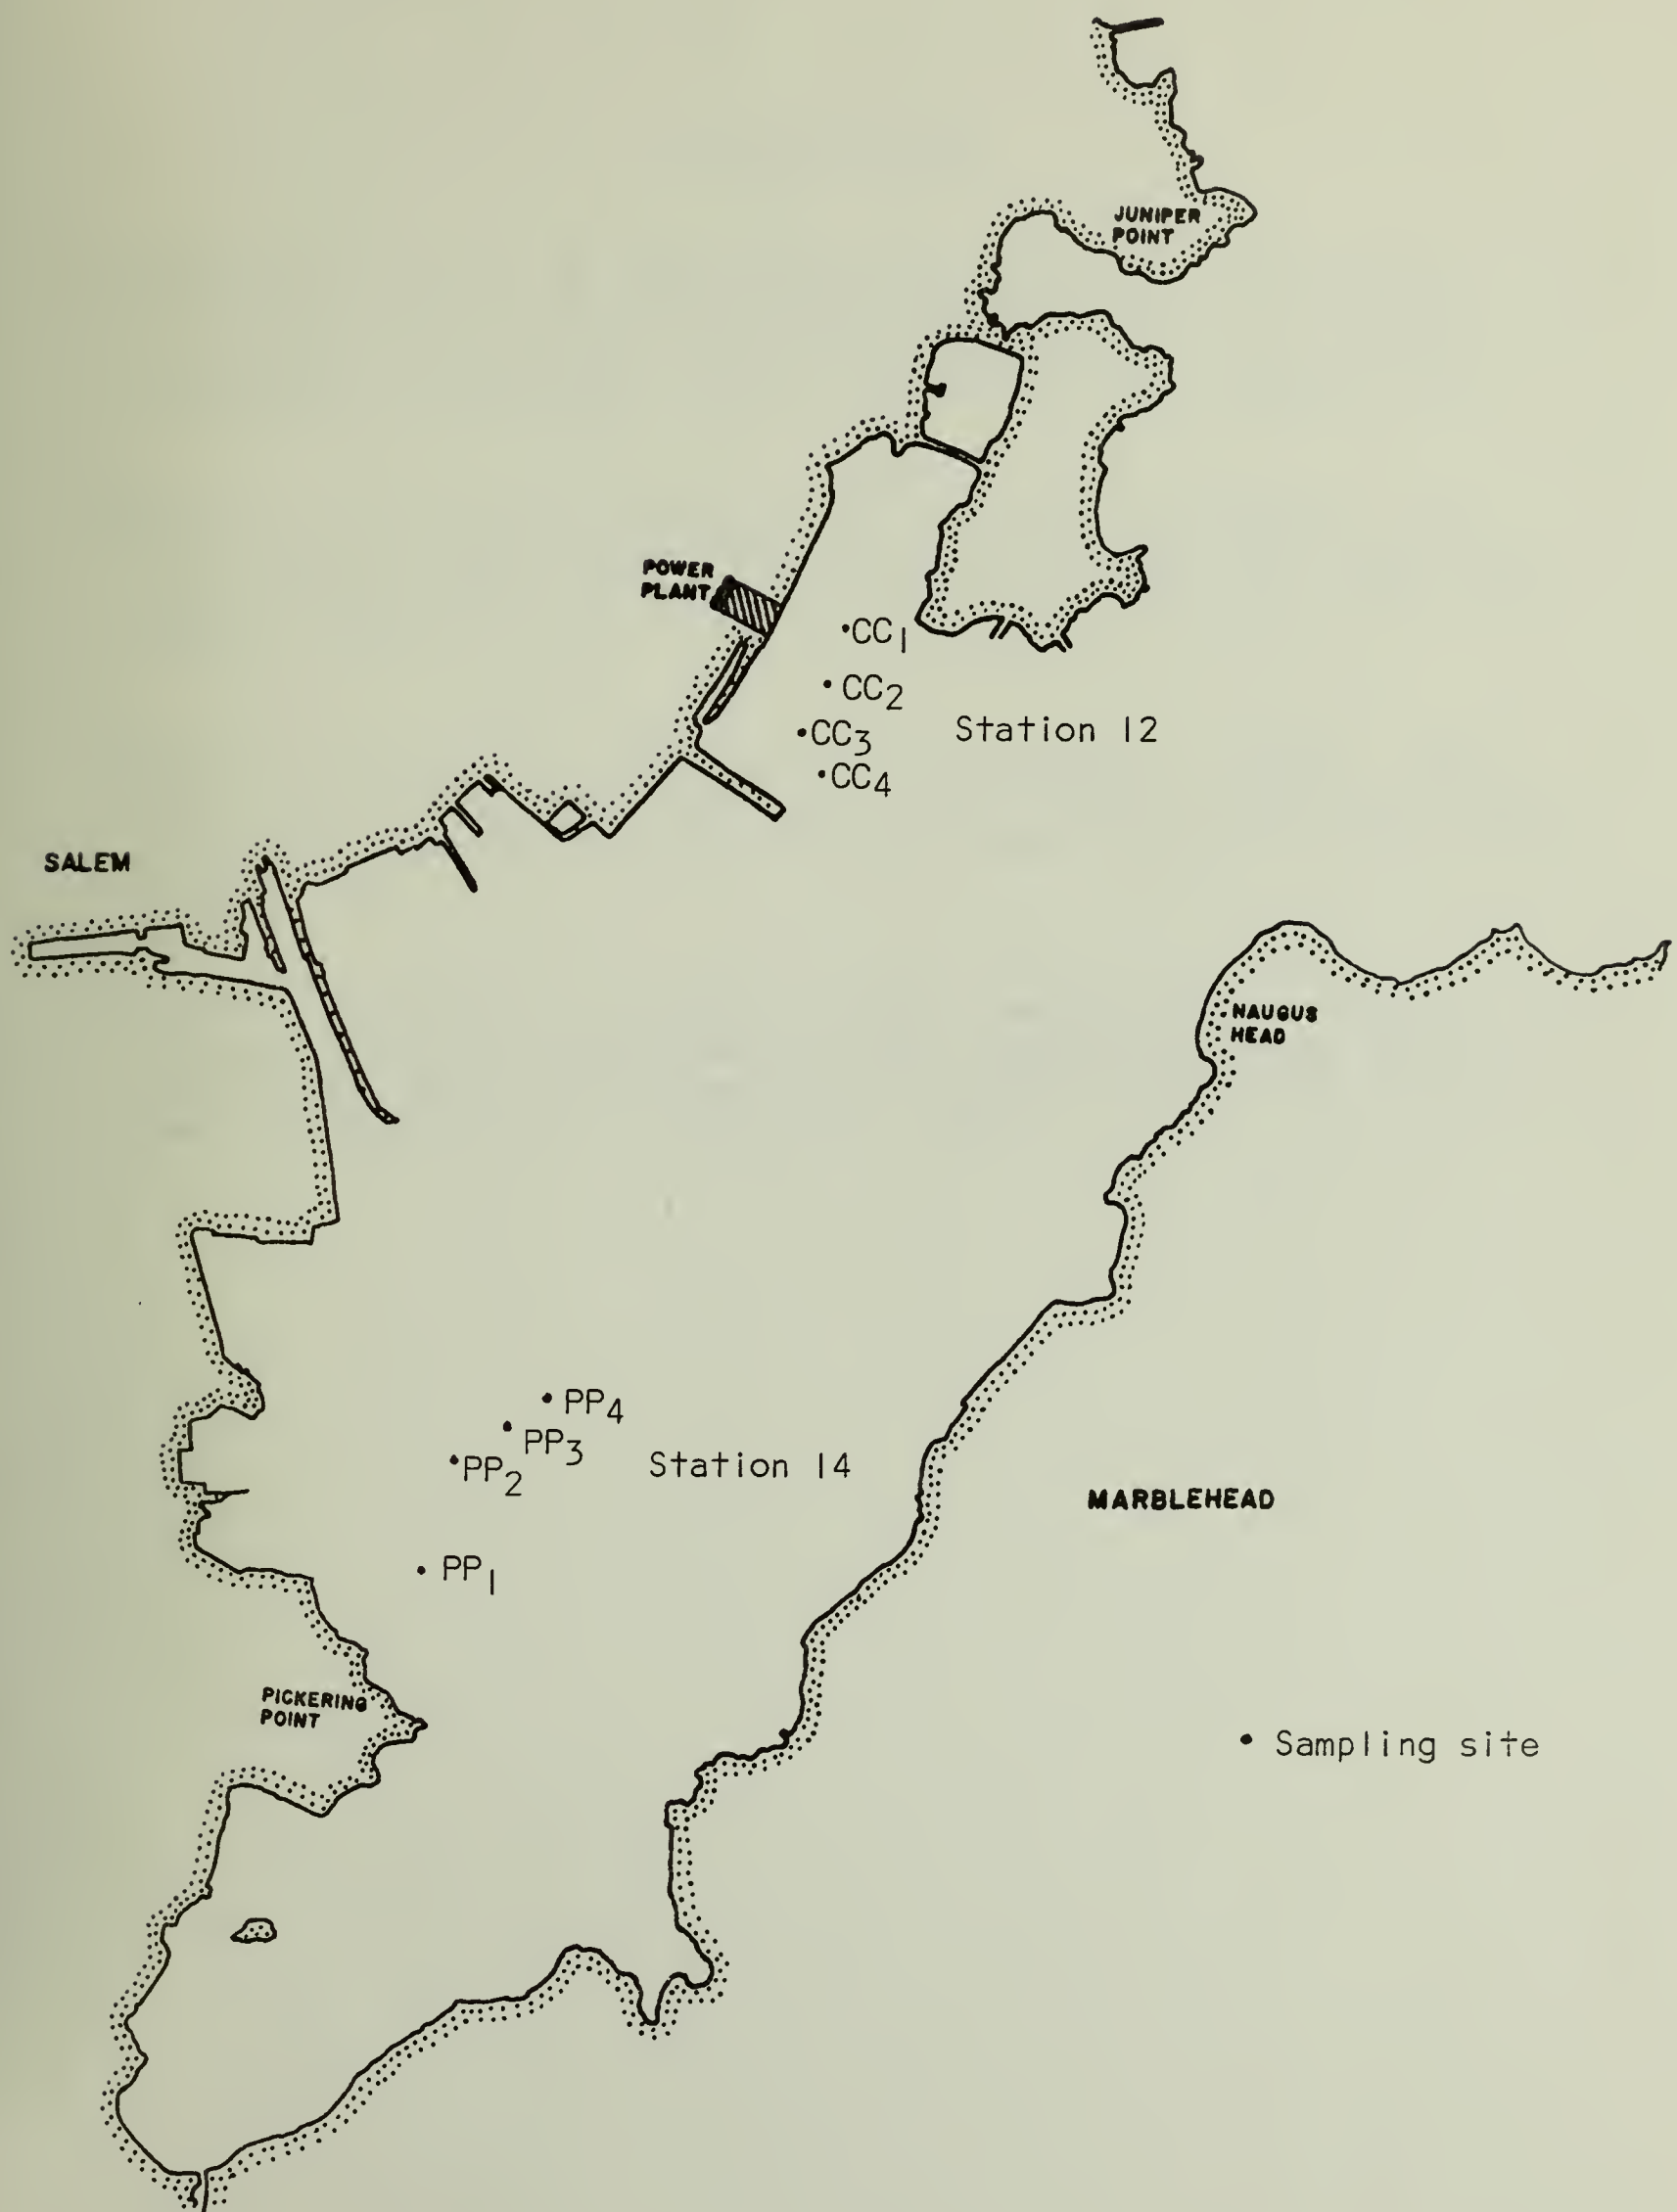 JUNIPER
POINT
POWER
PLANT
CC1
CC2
Station 12
CC3
CC4
SALEM
NAUGUS
HEAD
PP4
PP3
PP2
Station 14
MARBLEHEAD
PP1
PICKERING
POINT
Sampling site